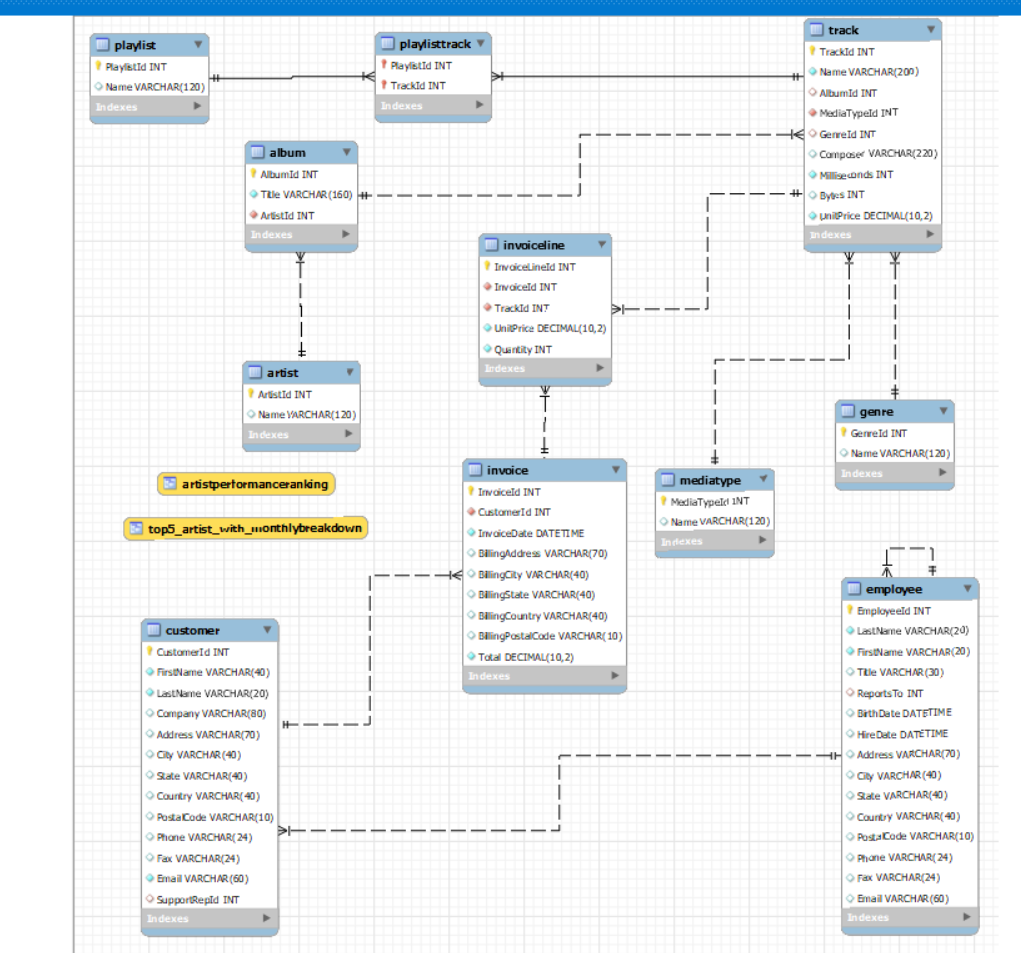 playlist
PlaylistId INT
Name VARCHAR(120)
Indexes
playlisttrack
PlaylistId INT
TrackId INT
Indexes
track
TrackId INT
Name VARCHAR(200)
AlbumId INT
MediaTypeId INT
GenreId INT
Composer VARCHAR(220)
Milliseconds INT
Bytes INT
UnitPrice DECIMAL(10,2)
Indexes
album
AlbumId INT
Title VARCHAR(160)
ArtistId INT
Indexes
invoiceline
InvoiceLineId INT
InvoiceId INT
TrackId INT
UnitPrice DECIMAL(10,2)
Quantity INT
Indexes
artist
ArtistId INT
Name VARCHAR(120)
Indexes
genre
GenreId INT
Name VARCHAR(120)
Indexes
artistperformanceranking
top5_artist_with_monthlybreakdown
invoice
InvoiceId INT
CustomerId INT
InvoiceDate DATETIME
BillingAddress VARCHAR(70)
BillingCity VARCHAR(40)
BillingState VARCHAR(40)
BillingCountry VARCHAR(40)
BillingPostalCode VARCHAR(10)
Total DECIMAL(10,2)
Indexes
mediatype
MediaTypeId INT
Name VARCHAR(120)
Indexes
customer
CustomerId INT
FirstName VARCHAR(40)
LastName VARCHAR(20)
Company VARCHAR(80)
Address VARCHAR(70)
City VARCHAR(40)
State VARCHAR(40)
Country VARCHAR(40)
PostalCode VARCHAR(10)
Phone VARCHAR(24)
Fax VARCHAR(24)
Email VARCHAR(60)
SupportRepId INT
Indexes
employee
EmployeeId INT
LastName VARCHAR(20)
FirstName VARCHAR(20)
Title VARCHAR(30)
ReportsTo INT
BirthDate DATETIME
HireDate DATETIME
Address VARCHAR(70)
City VARCHAR(40)
State VARCHAR(40)
Country VARCHAR(40)
PostalCode VARCHAR(10)
Phone VARCHAR(24)
Fax VARCHAR(24)
Email VARCHAR(60)
Indexes